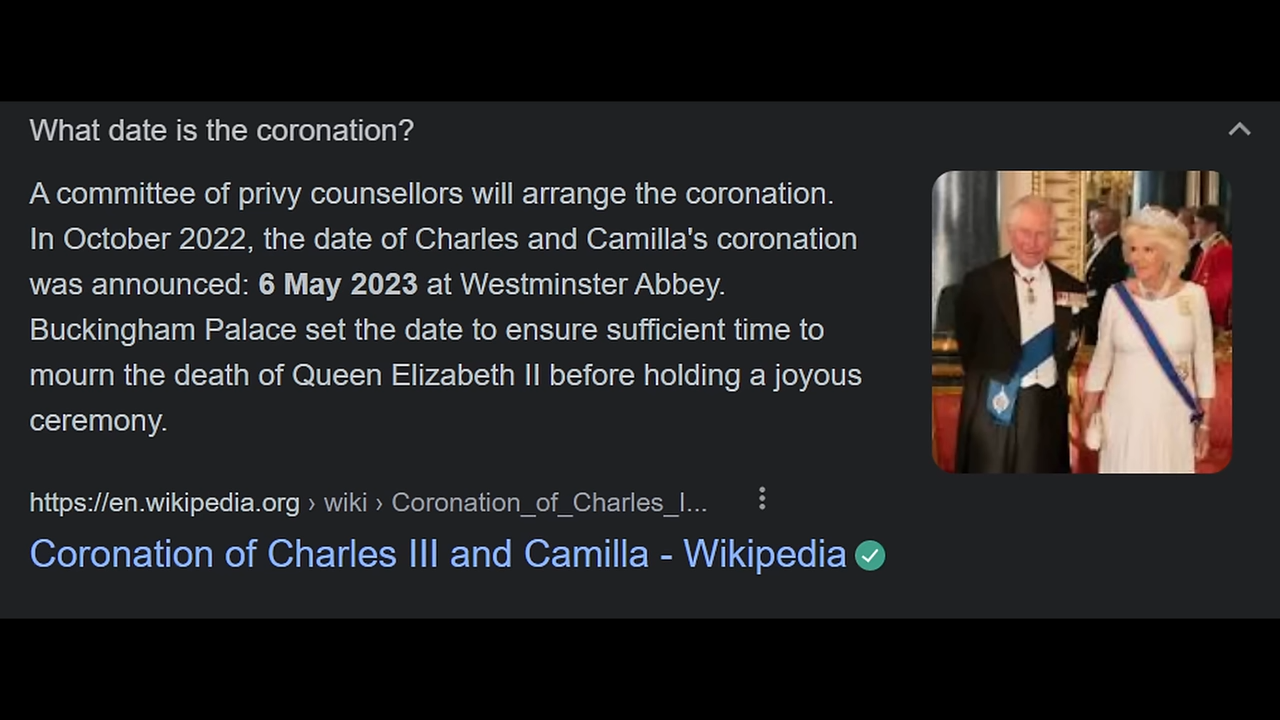 What date is the coronation?
A committee of privy counsellors will arrange the coronation.
In October 2022, the date of Charles and Camilla's coronation
was announced: 6 May 2023 at Westminster Abbey.
Buckingham Palace set the date to ensure sufficient time to
mourn the death of Queen Elizabeth II before holding a joyous
ceremony.
https://en.wikipedia.org › wiki › Coronation_of_Charles_I...
Coronation of Charles III and Camilla - Wikipedia